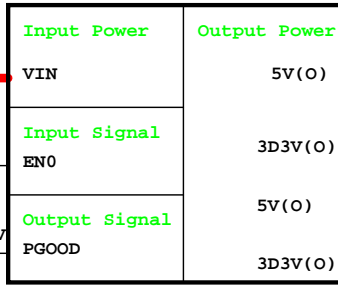 Input Power
VIN
Input Signal
EN0
Output Signal
PGOOD
Output Power
5V(O)
3D3V(O)
5V(O)
3D3V(O)